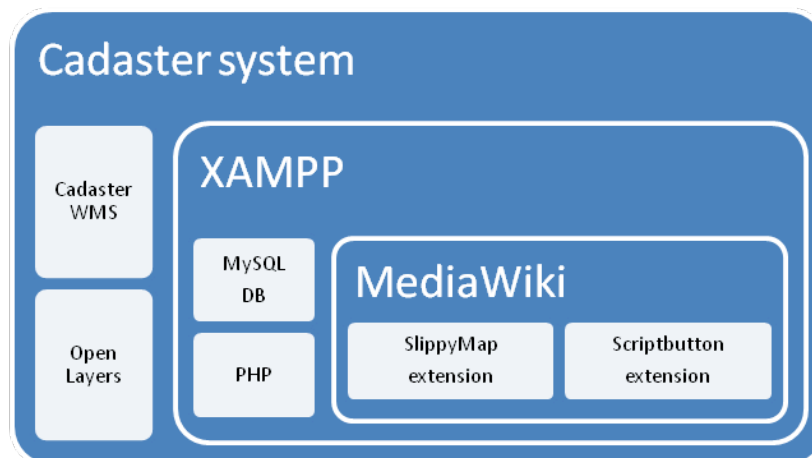 Cadaster system
Cadaster
WMS
Open
Layers
XAMPP
MySQL
DB
PHP
MediaWiki
SlippyMap
extension
Scriptbutton
extension